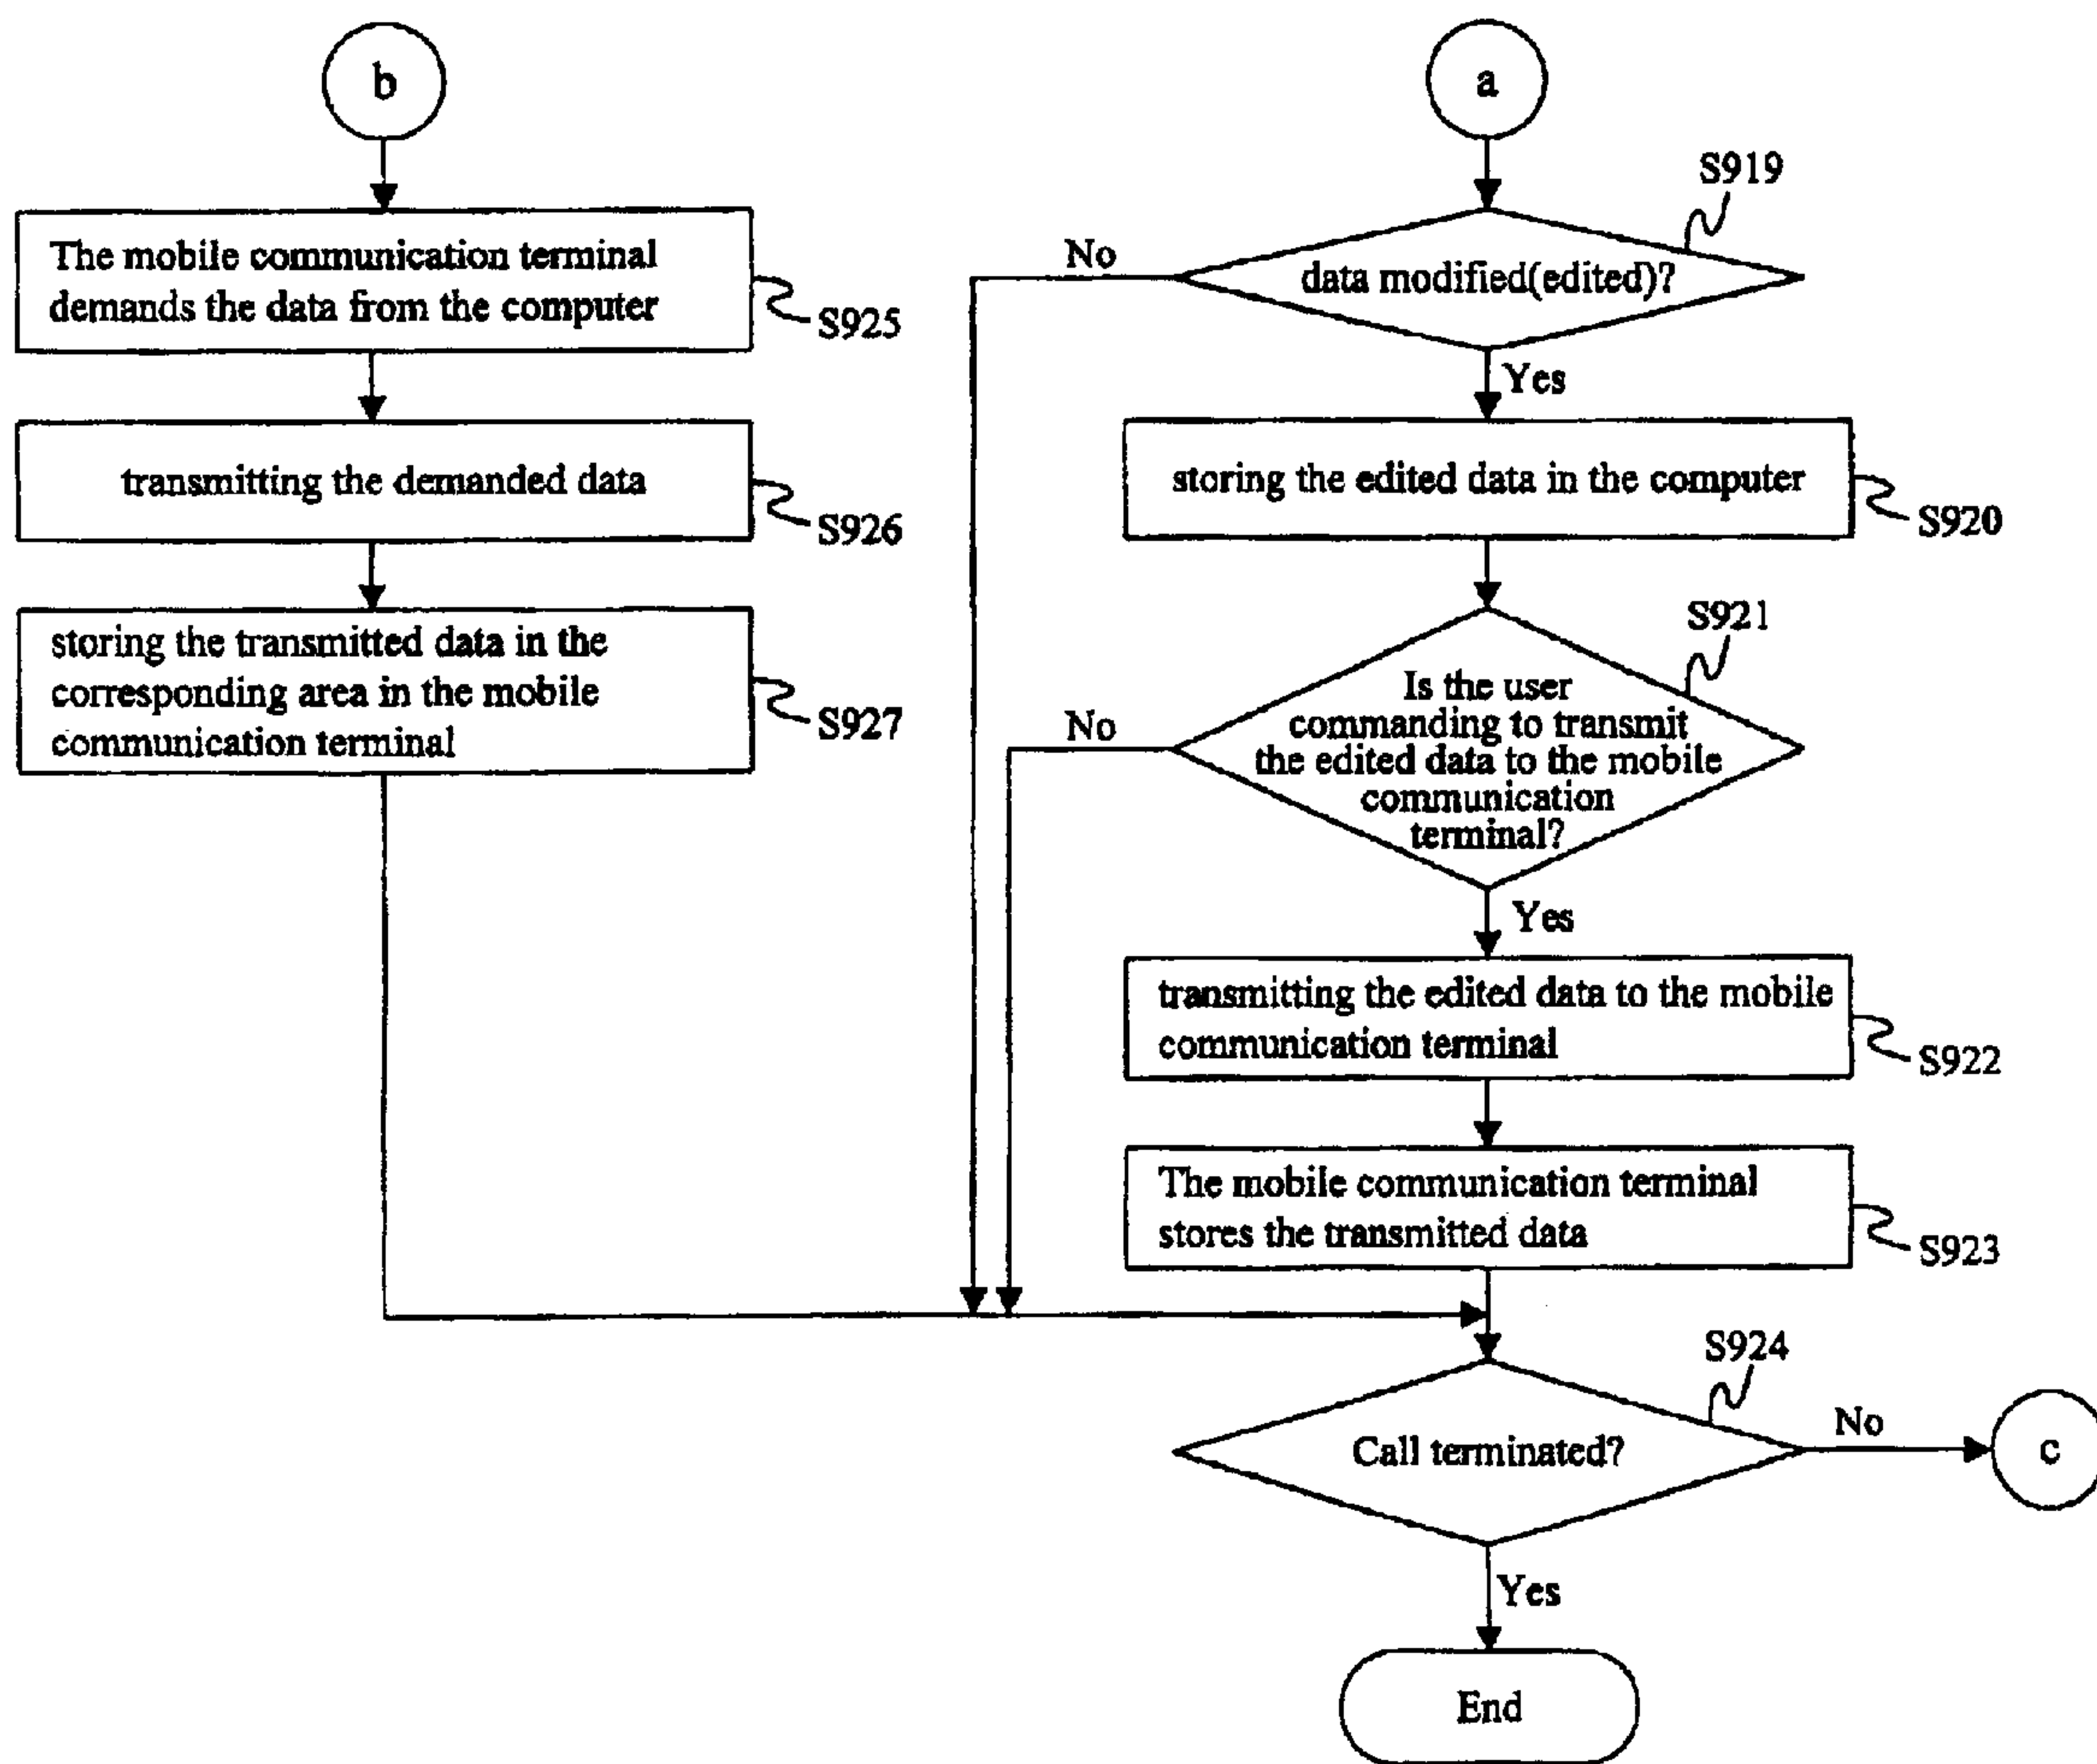 b
The mobile communication terminal
demands the data from the computer
S925
transmitting the demanded data
S926
storing the transmitted data in the
corresponding area in the mobile
communication terminal
S927
a
S919
data modified(edited)?
No
Yes
storing the edited data in the computer
S920
S921
Is the user
commanding to transmit
the edited data to the mobile
communication
terminal?
No
Yes
transmitting the edited data to the mobile
communication terminal
S922
The mobile communication terminal
stores the transmitted data
S923
S924
Call terminated?
No
c
Yes
End